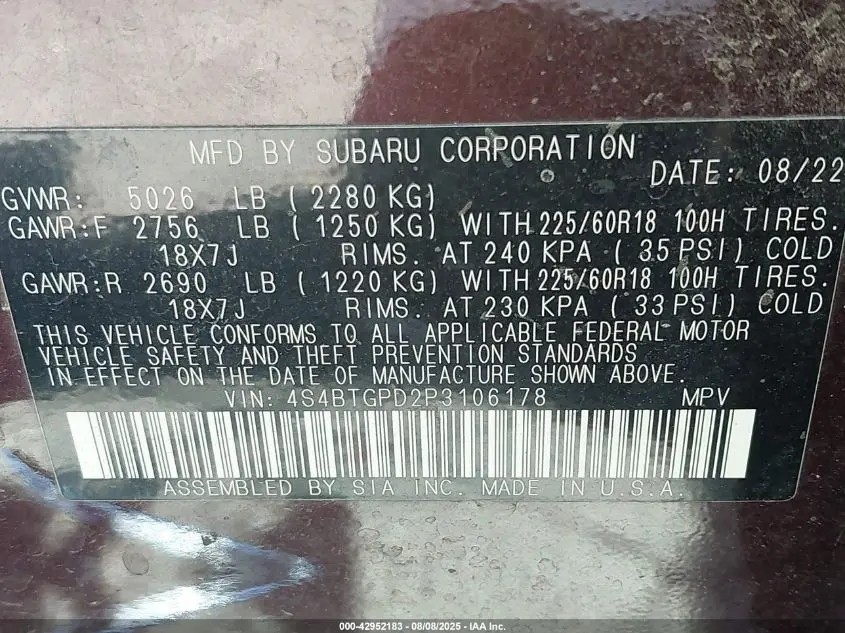 MFD BY SUBARU CORPORATION
DATE: 08/22
GVWR: 5026 LB ( 2280 KG)
GAWR:F 2756 LB ( 1250 KG) WITH 225/60R18 100H TIRES.
18X7J RIMS. AT 240 KPA ( 35 PSI) COLD
GAWR:R 2690 LB ( 1220 KG) WITH 225/60R18 100H TIRES.
18X7J RIMS. AT 230 KPA ( 33 PSI) COLD
THIS VEHICLE CONFORMS TO ALL APPLICABLE FEDERAL MOTOR
VEHICLE SAFETY AND THEFT PREVENTION STANDARDS
IN EFFECT ON THE DATE OF MANUFACTURE SHOWN ABOVE.
VIN: 4S4BTGPD2P3106178 MPV
ASSEMBLED BY SIA INC. MADE IN U.S.A.
000-42952183 - 08/08/2025 - IAA Inc.